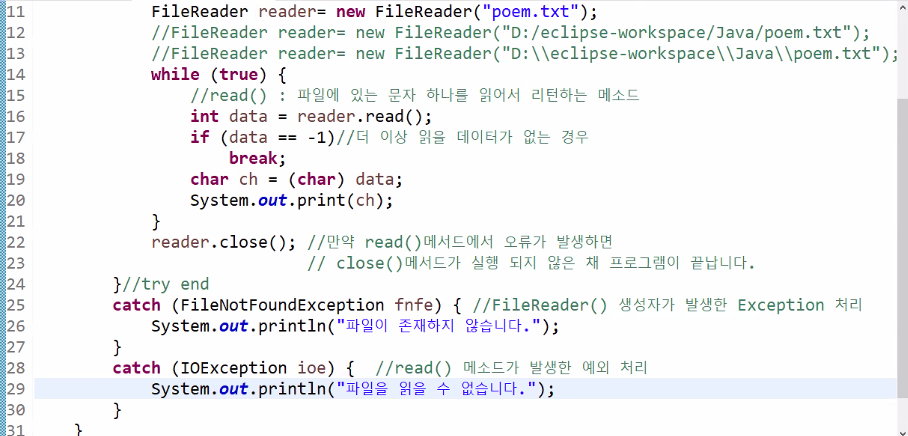 11 FileReader reader= new FileReader("poem.txt");
12 //FileReader reader= new FileReader("D:/eclipse-workspace/Java/poem.txt");
13 //FileReader reader= new FileReader("D:\\eclipse-workspace\\Java\\poem.txt");
14 while (true) {
15 //read() : 파일에 있는 문자 하나를 읽어서 리턴하는 메소드
16 int data = reader.read();
17 if (data == -1)//더 이상 읽을 데이터가 없는 경우
18 break;
19 char ch = (char) data;
20 System.out.print(ch);
21 }
22 reader.close(); //만약 read()메서드에서 오류가 발생하면
23 // close()메서드가 실행 되지 않은 채 프로그램이 끝납니다.
24 }//try end
25 catch (FileNotFoundException fnfe) { //FileReader() 생성자가 발생한 Exception 처리
26 System.out.println("파일이 존재하지 않습니다.");
27 }
28 catch (IOException ioe) { //read() 메소드가 발생한 예외 처리
29 System.out.println("파일을 읽을 수 없습니다.");
30 }
31 }